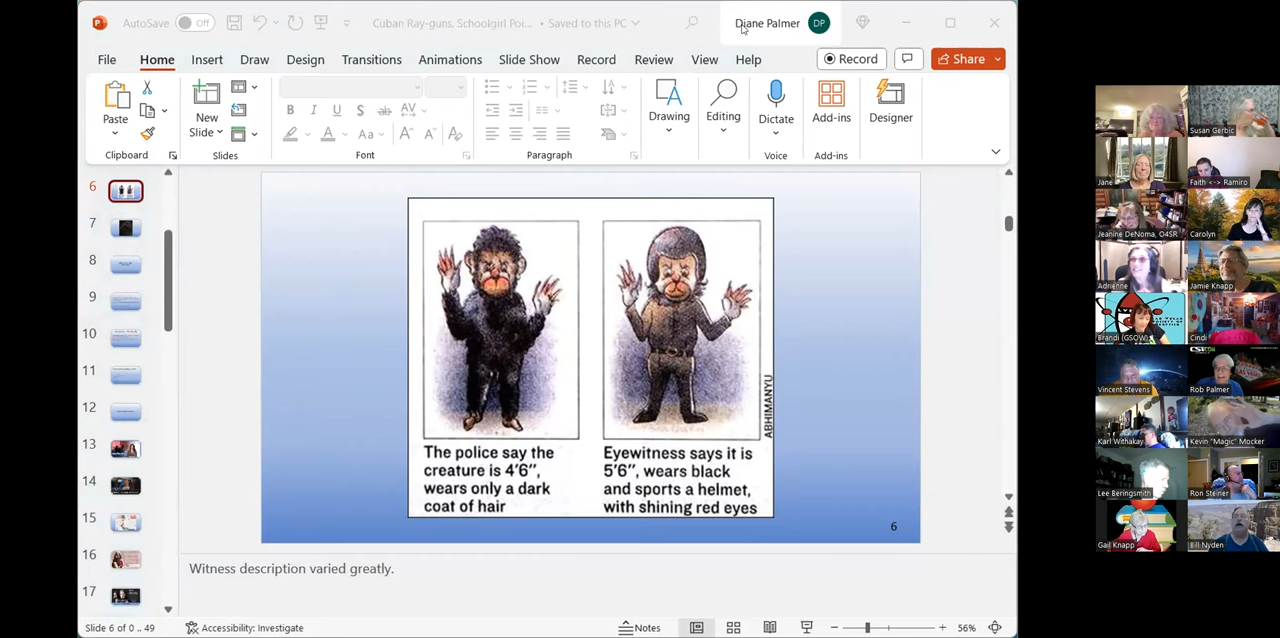 AutoSave Off Cuban Ray-guns, Schoolgirl Poi... • Saved to this PC Diane Palmer DP
File Home Insert Draw Design Transitions Animations Slide Show Record Review View Help Record Share
Paste New Slide Drawing Editing Dictate Add-ins Designer
Clipboard Slides Font Paragraph Voice Add-ins
6
7
8
9
10
11
12
13
14
15
16
17
The police say the
creature is 4'6",
wears only a dark
coat of hair
Eyewitness says it is
5'6", wears black
and sports a helmet,
with shining red eyes
ABHIMANYU
6
Witness description varied greatly.
Slide 6 of 0 .. 49 Accessibility: Investigate Notes 56%
Susan Gerbic
Jane Faith <-> Ramiro
Jeanine DeNoma, O4SR Carolyn
Adrienne Jamie Knapp
Brandi (GSOW) Cindi
Vincent Stevens Rob Palmer
Karl Withakay Kevin "Magic" Mocker
Lee Beringsmith Ron Steiner
Gail Knapp Bill Nyden